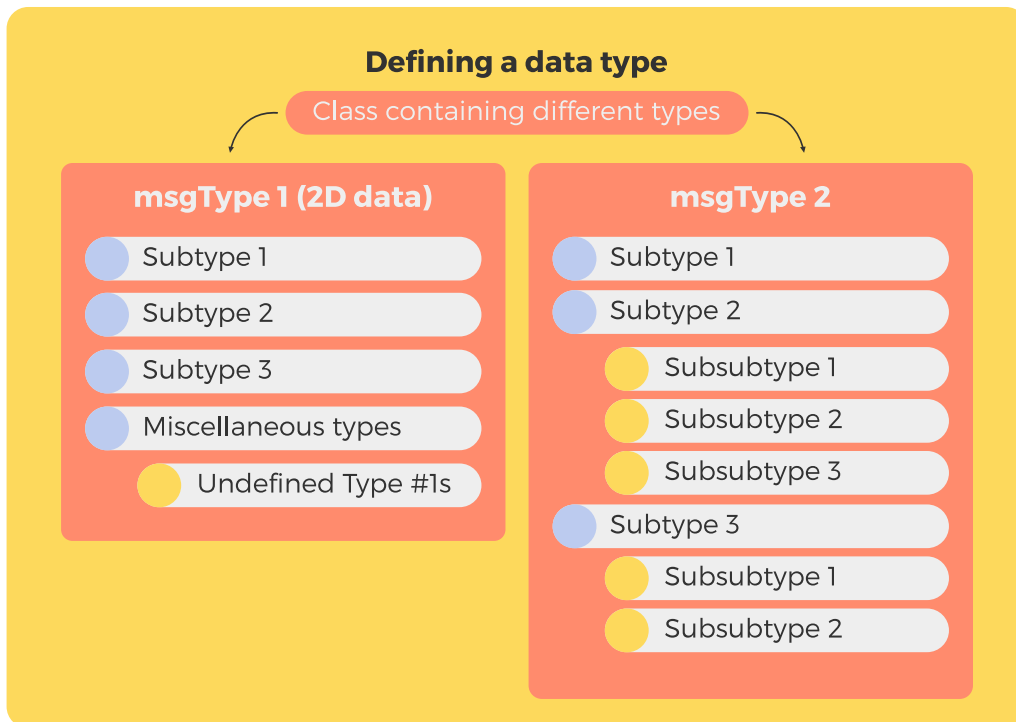 Defining a data type
Class containing different types
msgType 1 (2D data)
Subtype 1
Subtype 2
Subtype 3
Miscellaneous types
Undefined Type #1s
msgType 2
Subtype 1
Subtype 2
Subsubtype 1
Subsubtype 2
Subsubtype 3
Subtype 3
Subsubtype 1
Subsubtype 2